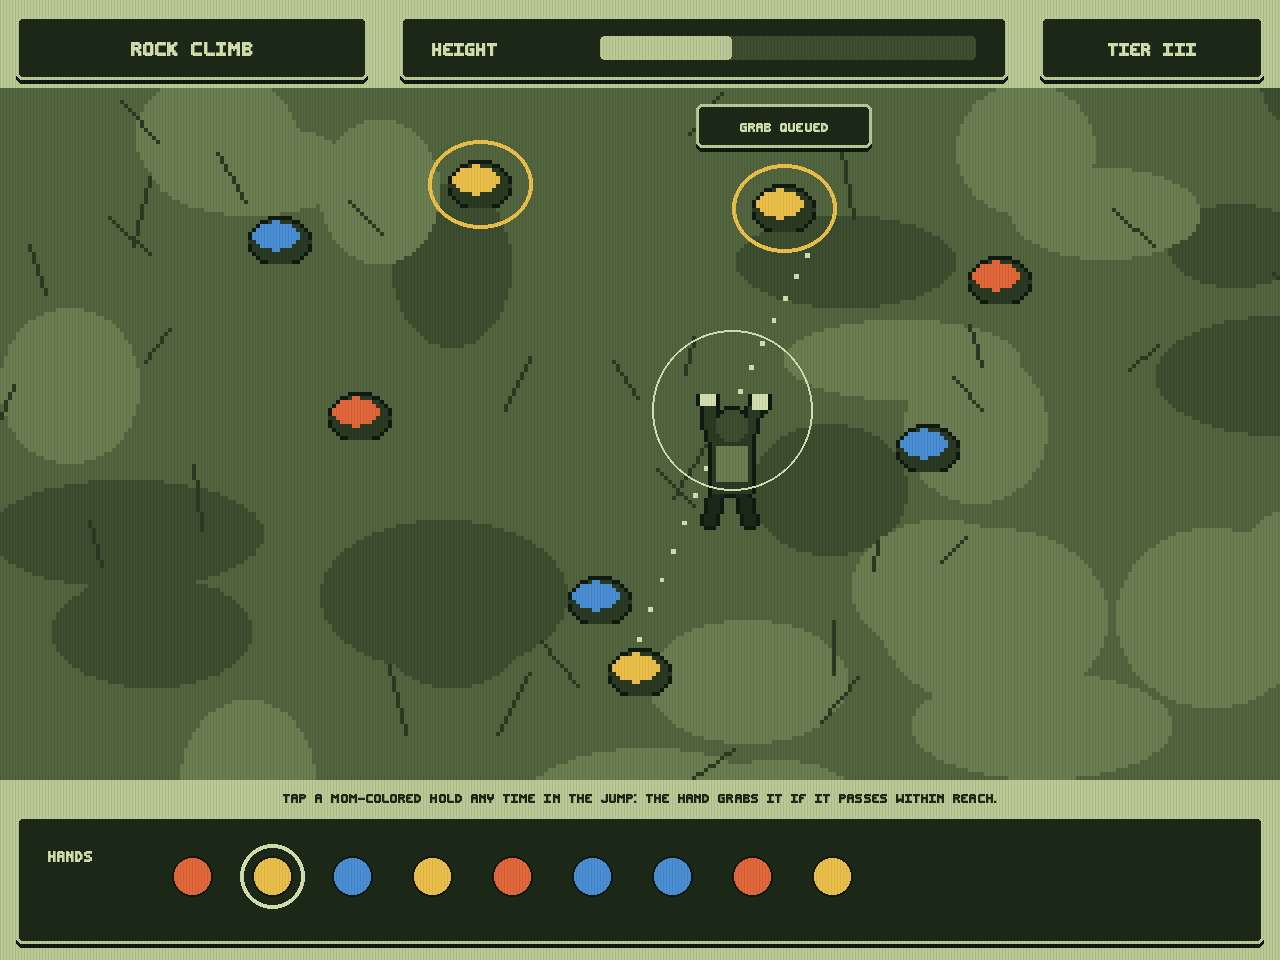 ROCK CLIMB
HEIGHT
TIER III
GRAB QUEUED
TAP A MOM-COLORED HOLD ANY TIME IN THE JUMP: THE HAND GRABS IT IF IT PASSES WITHIN REACH.
HANDS